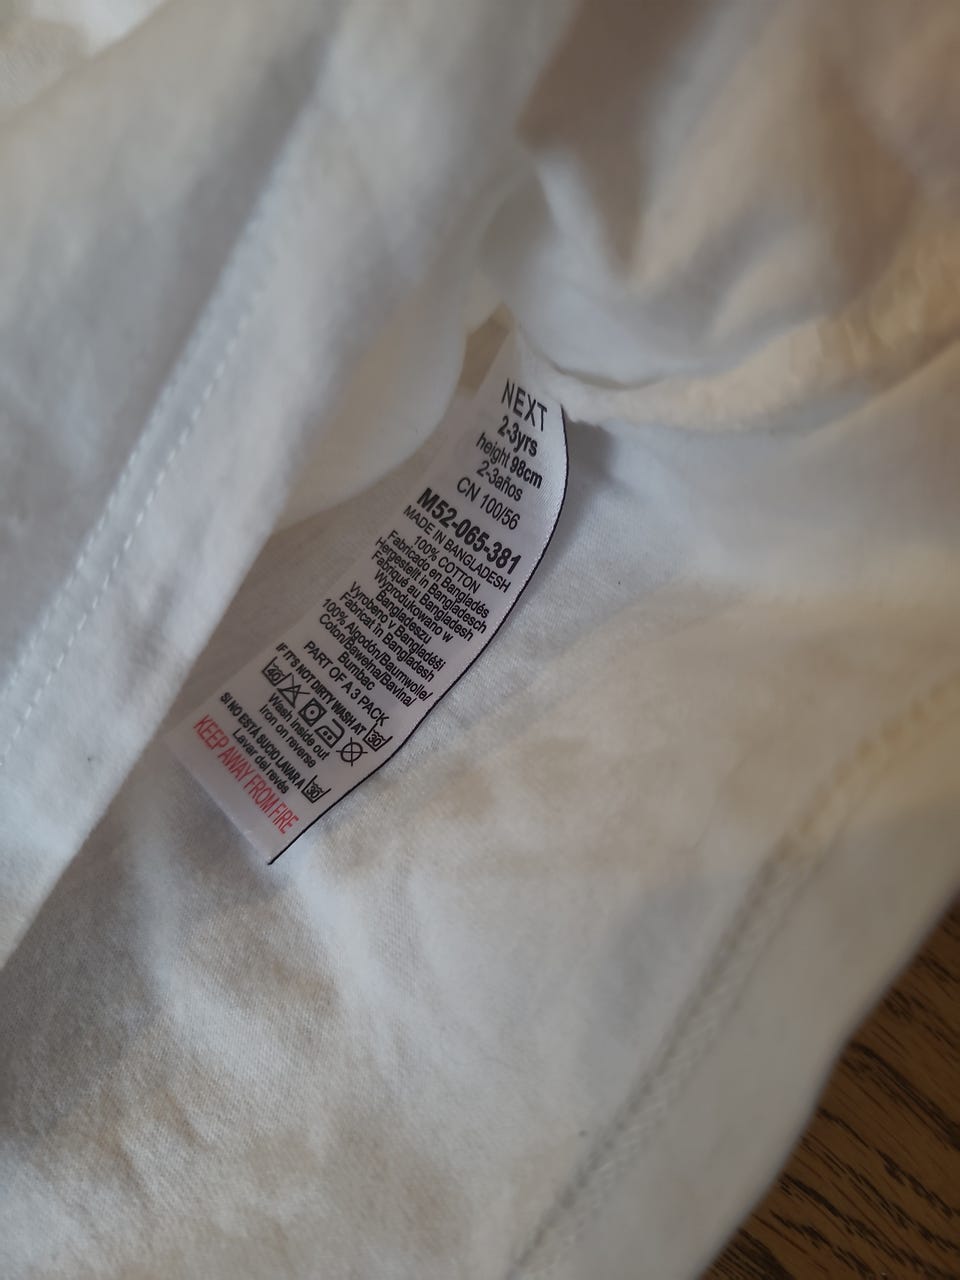 NEXT
2-3yrs
height 98cm
2-3años
CN 100/56
M52-065-381
MADE IN BANGLADESH
100% COTTON
Fabricado en Bangladés
Hergestellt in Bangladesch
Fabriqué au Bangladesh
Wyprodukowano w
Bangladeszu
Vyrobeno v Bangladéši
Fabricat în Bangladesh
100% Algodón/Baumwolle/
Coton/Bawełna/Bavlna/
Bumbac
PART OF A 3 PACK
IF IT'S NOT DIRTY WASH AT 30°
40°
Wash inside out
Iron on reverse
SI NO ESTÁ SUCIO LAVAR A 30°
Lavar del revés
KEEP AWAY FROM FIRE